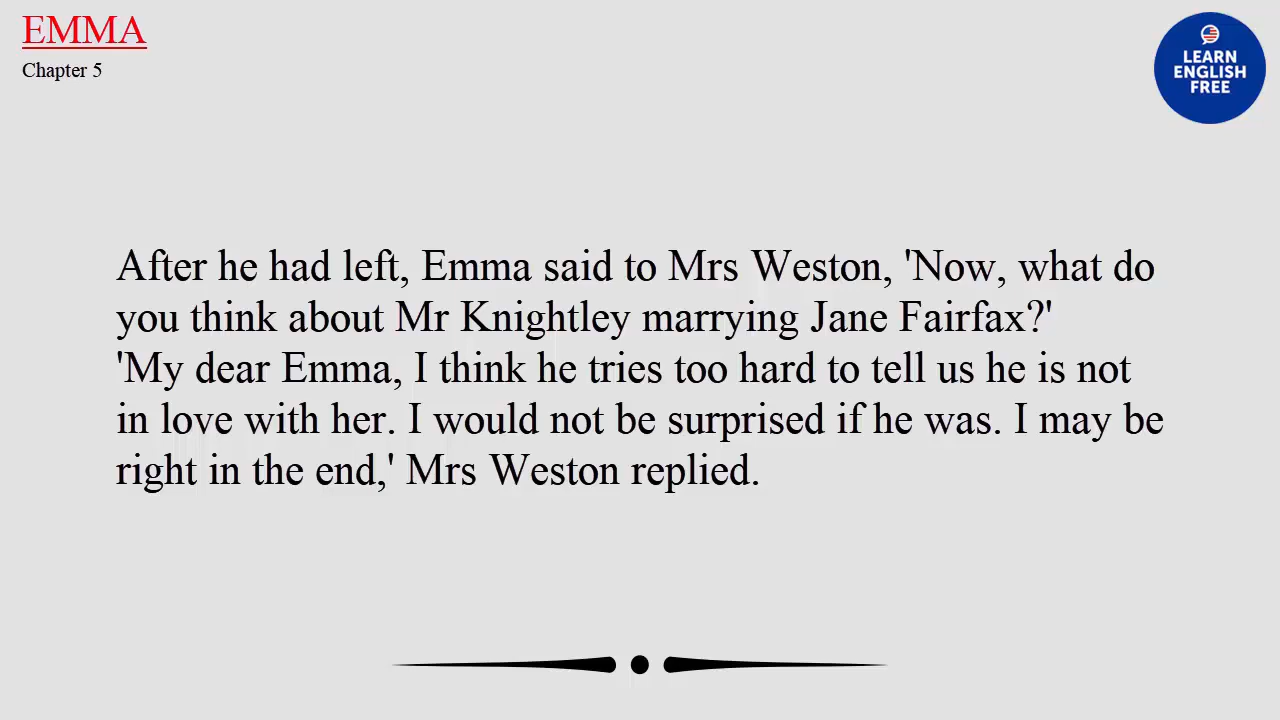 EMMA
Chapter 5
LEARN
ENGLISH
FREE
After he had left, Emma said to Mrs Weston, 'Now, what do
you think about Mr Knightley marrying Jane Fairfax?'
'My dear Emma, I think he tries too hard to tell us he is not
in love with her. I would not be surprised if he was. I may be
right in the end,' Mrs Weston replied.